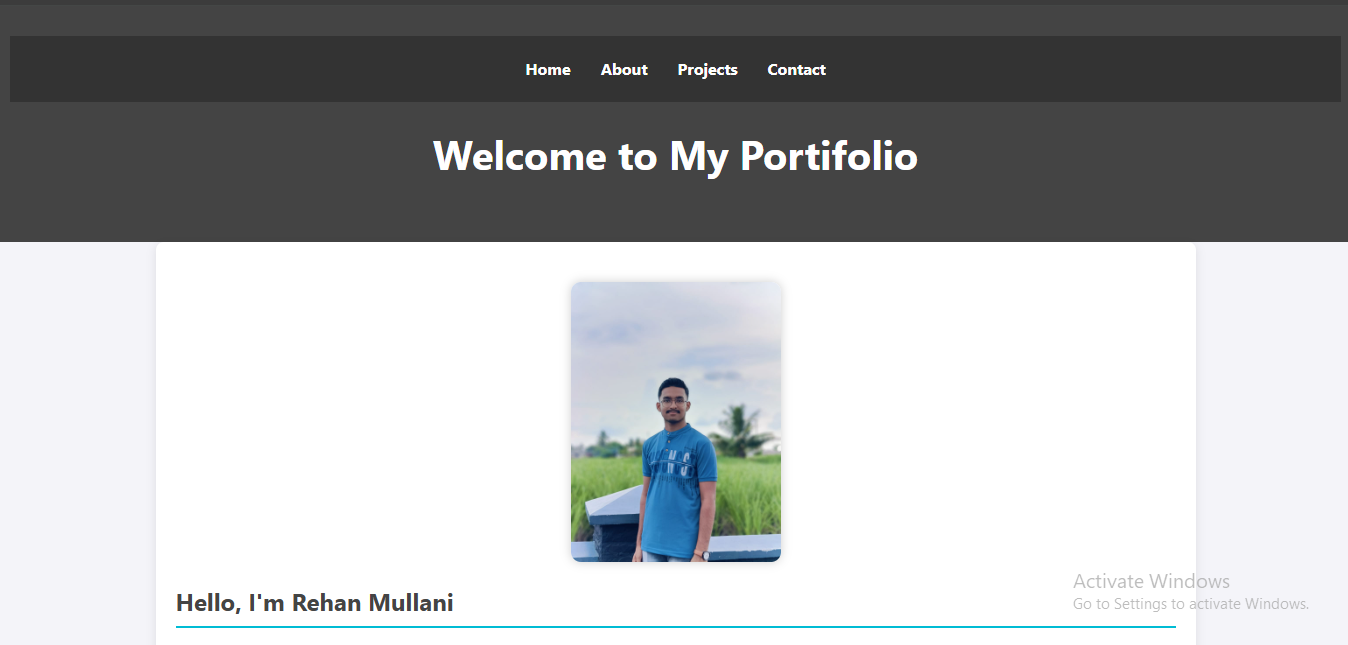 Home About Projects Contact
Welcome to My Portifolio
Hello, I'm Rehan Mullani
Activate Windows
Go to Settings to activate Windows.